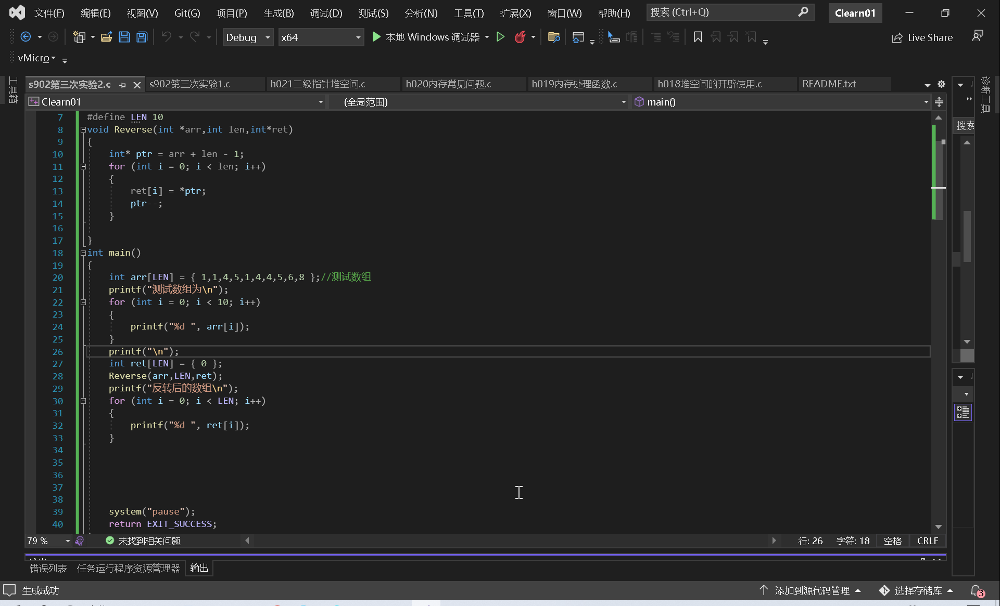 文件(F) 编辑(E) 视图(V) Git(G) 项目(P) 生成(B) 调试(D) 测试(S) 分析(N) 工具(T) 扩展(X) 窗口(W) 帮助(H) 搜索 (Ctrl+Q) Clearn01
Debug x64 本地 Windows 调试器 Live Share
vMicro
工具箱
s902第三次实验2.c s902第三次实验1.c h021二级指针堆空间.c h020内存常见问题.c h019内存处理函数.c h018堆空间的开辟使用.c README.txt
诊断工具
Clearn01 (全局范围) main()
搜索
7 #define LEN 10
8 void Reverse(int *arr,int len,int*ret)
9 {
10 int* ptr = arr + len - 1;
11 for (int i = 0; i < len; i++)
12 {
13 ret[i] = *ptr;
14 ptr--;
15 }
16
17 }
18 int main()
19 {
20 int arr[LEN] = { 1,1,4,5,1,4,4,5,6,8 };//测试数组
21 printf("测试数组为\n");
22 for (int i = 0; i < 10; i++)
23 {
24 printf("%d ", arr[i]);
25 }
26 printf("\n");
27 int ret[LEN] = { 0 };
28 Reverse(arr,LEN,ret);
29 printf("反转后的数组\n");
30 for (int i = 0; i < LEN; i++)
31 {
32 printf("%d ", ret[i]);
33 }
34
35
36
37
38
39 system("pause");
40 return EXIT_SUCCESS;
79 % 未找到相关问题 行: 26 字符: 18 空格 CRLF
错误列表 任务运行程序资源管理器 输出
生成成功 添加到源代码管理 选择存储库 3